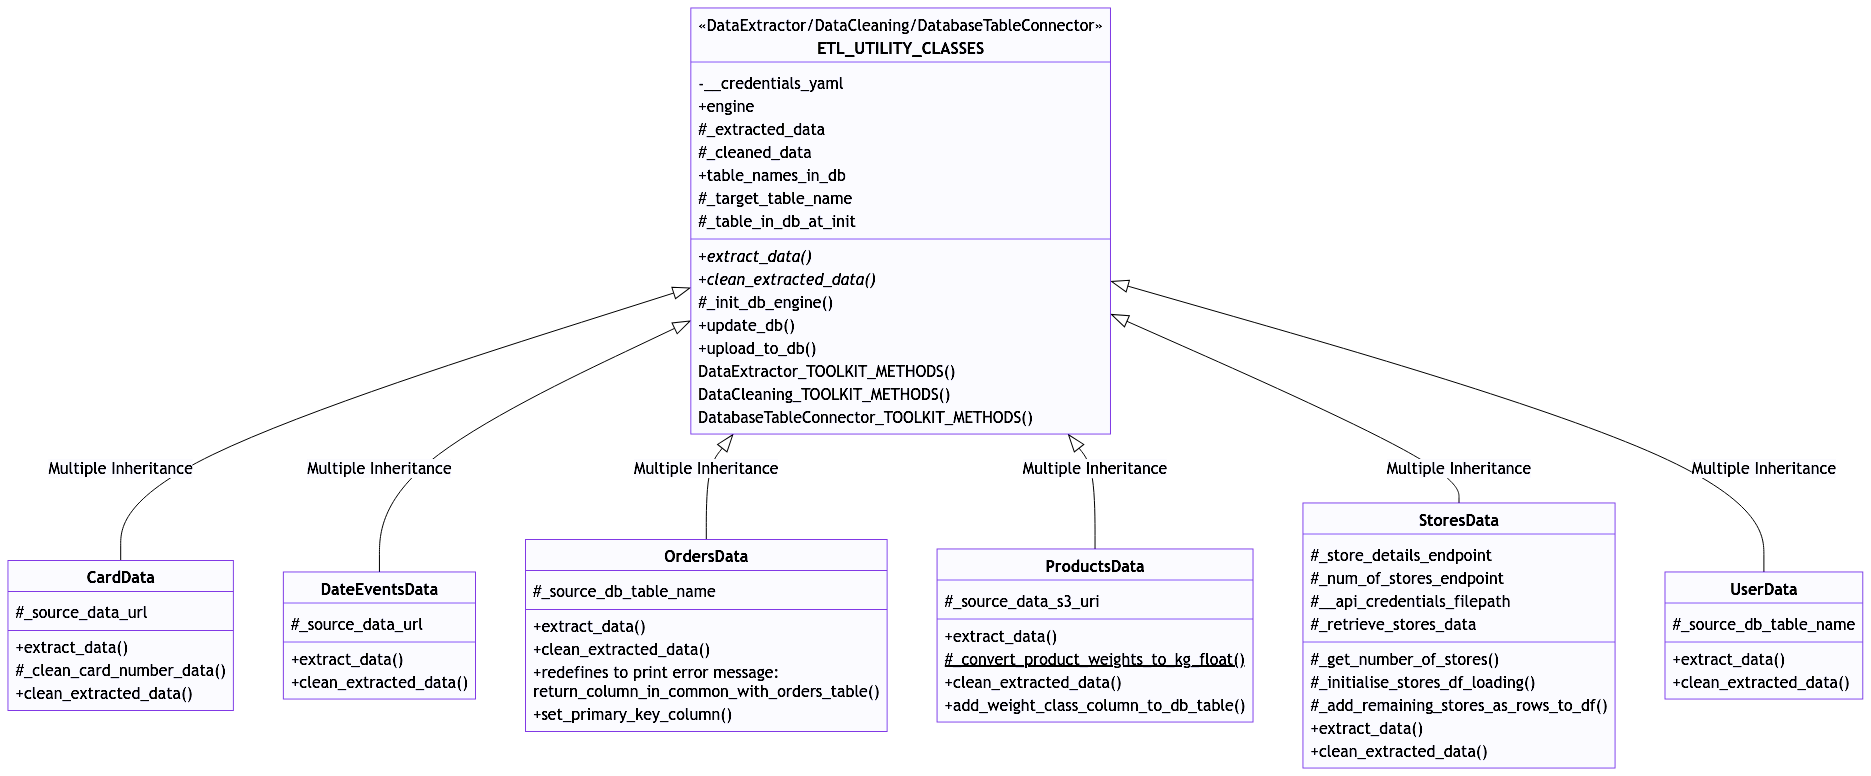 «DataExtractor/DataCleaning/DatabaseTableConnector»
ETL_UTILITY_CLASSES
-__credentials_yaml
+engine
#_extracted_data
#_cleaned_data
+table_names_in_db
#_target_table_name
#_table_in_db_at_init
+extract_data()
+clean_extracted_data()
#_init_db_engine()
+update_db()
+upload_to_db()
DataExtractor_TOOLKIT_METHODS()
DataCleaning_TOOLKIT_METHODS()
DatabaseTableConnector_TOOLKIT_METHODS()
Multiple Inheritance
Multiple Inheritance
Multiple Inheritance
Multiple Inheritance
Multiple Inheritance
Multiple Inheritance
CardData
#_source_data_url
+extract_data()
#_clean_card_number_data()
+clean_extracted_data()
DateEventsData
#_source_data_url
+extract_data()
+clean_extracted_data()
OrdersData
#_source_db_table_name
+extract_data()
+clean_extracted_data()
+redefines to print error message:
return_column_in_common_with_orders_table()
+set_primary_key_column()
ProductsData
#_source_data_s3_uri
+extract_data()
#_convert_product_weights_to_kg_float()
+clean_extracted_data()
+add_weight_class_column_to_db_table()
StoresData
#_store_details_endpoint
#_num_of_stores_endpoint
#__api_credentials_filepath
#_retrieve_stores_data
#_get_number_of_stores()
#_initialise_stores_df_loading()
#_add_remaining_stores_as_rows_to_df()
+extract_data()
+clean_extracted_data()
UserData
#_source_db_table_name
+extract_data()
+clean_extracted_data()